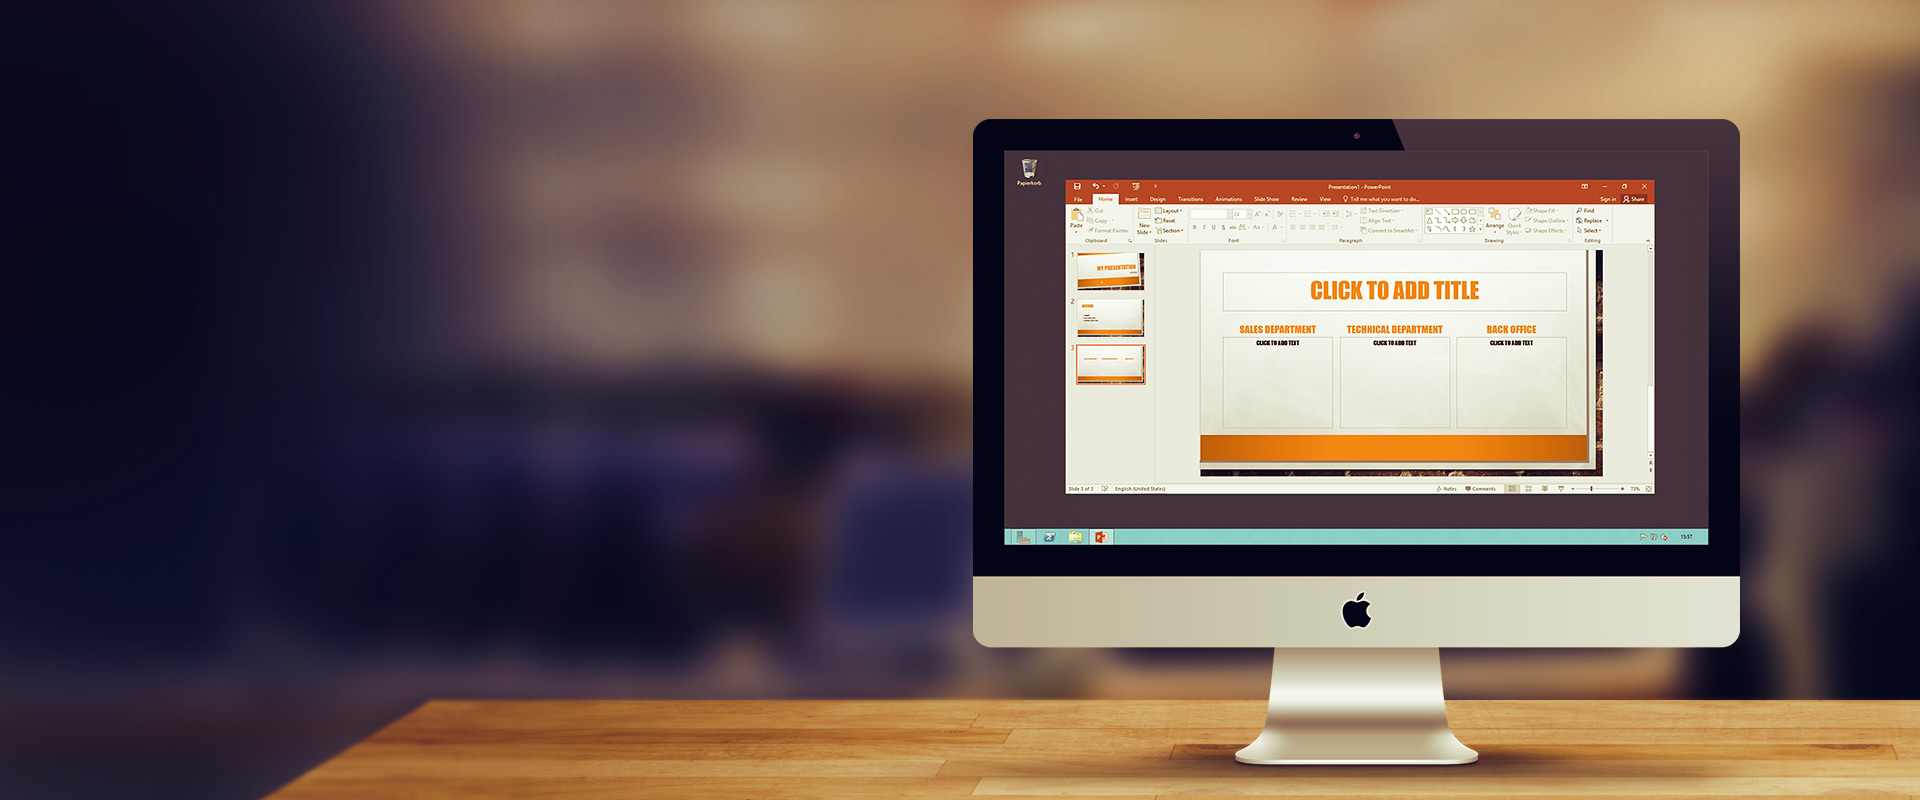 Papierkorb
Presentation1 - PowerPoint
File Home Insert Design Transitions Animations Slide Show Review View Tell me what you want to do... Sign in Share
Paste
Cut
Copy
Format Painter
Clipboard
New Slide
Layout
Reset
Section
Slides
24
Font
Text Direction
Align Text
Convert to SmartArt
Paragraph
Arrange
Quick Styles
Shape Fill
Shape Outline
Shape Effects
Drawing
Find
Replace
Select
Editing
1
MY PRESENTATION
2
AGENDA
3
CLICK TO ADD TITLE
SALES DEPARTMENT TECHNICAL DEPARTMENT BACK OFFICE
CLICK TO ADD TEXT CLICK TO ADD TEXT CLICK TO ADD TEXT
Slide 3 of 3 English (United States) Notes Comments 73%
15:57